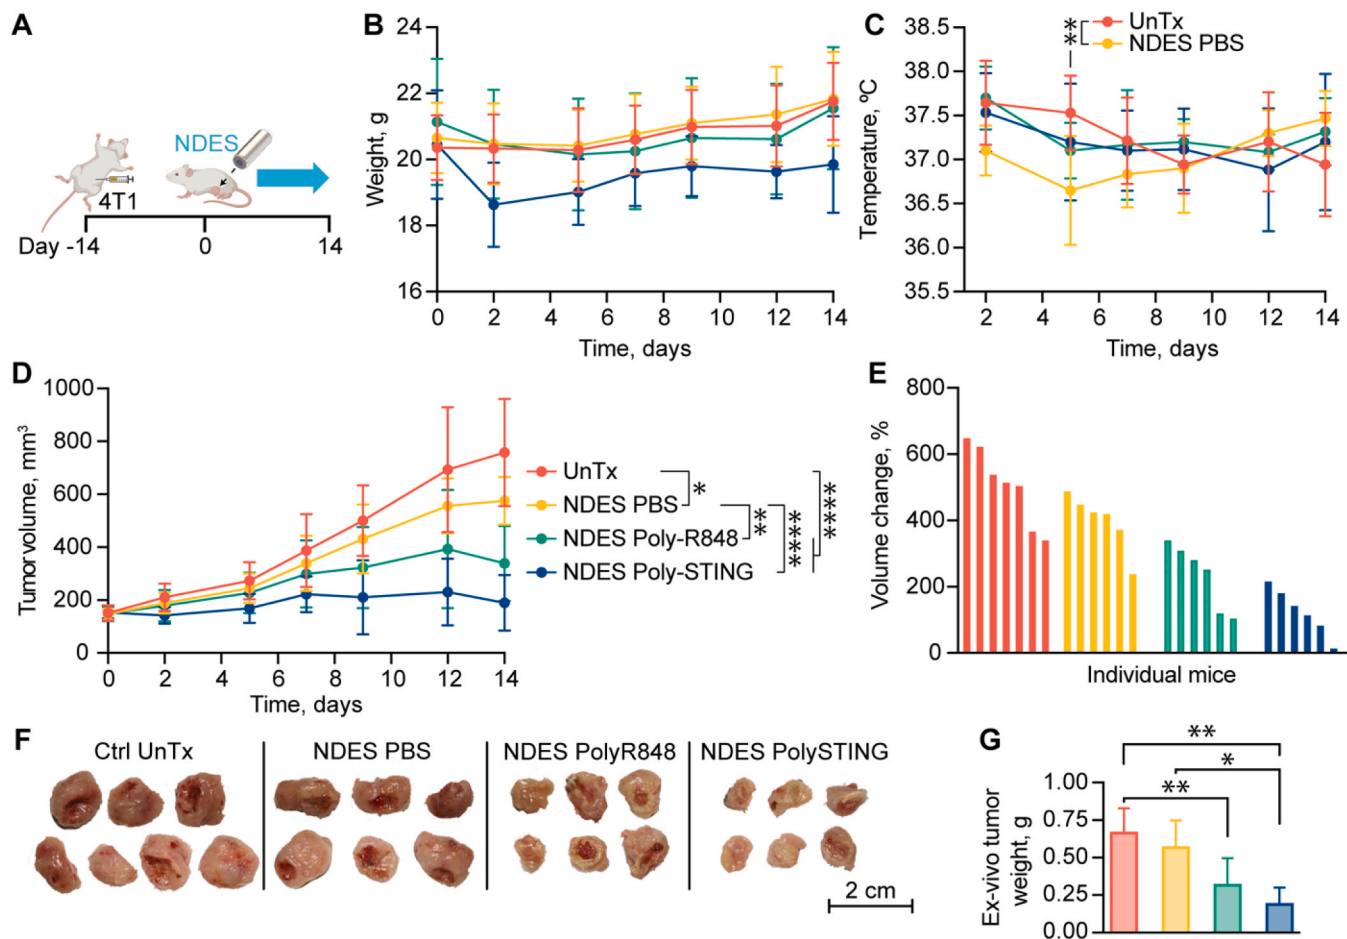 A
NDES
4T1
Day -14
0
14
B
Weight, g
24
22
20
18
16
0 2 4 6 8 10 12 14
Time, days
C
** UnTx
NDES PBS
Temperature, ºC
38.5
38.0
37.5
37.0
36.5
36.0
35.5
2 4 6 8 10 12 14
Time, days
D
Tumor volume, mm³
1000
800
600
400
200
0
0 2 4 6 8 10 12 14
Time, days
UnTx
NDES PBS
NDES Poly-R848
NDES Poly-STING
*
**
****
****
E
Volume change, %
800
600
400
200
0
Individual mice
F
Ctrl UnTx
NDES PBS
NDES PolyR848
NDES PolySTING
2 cm
G
**
*
**
Ex-vivo tumor
weight, g
1.00
0.75
0.50
0.25
0.00